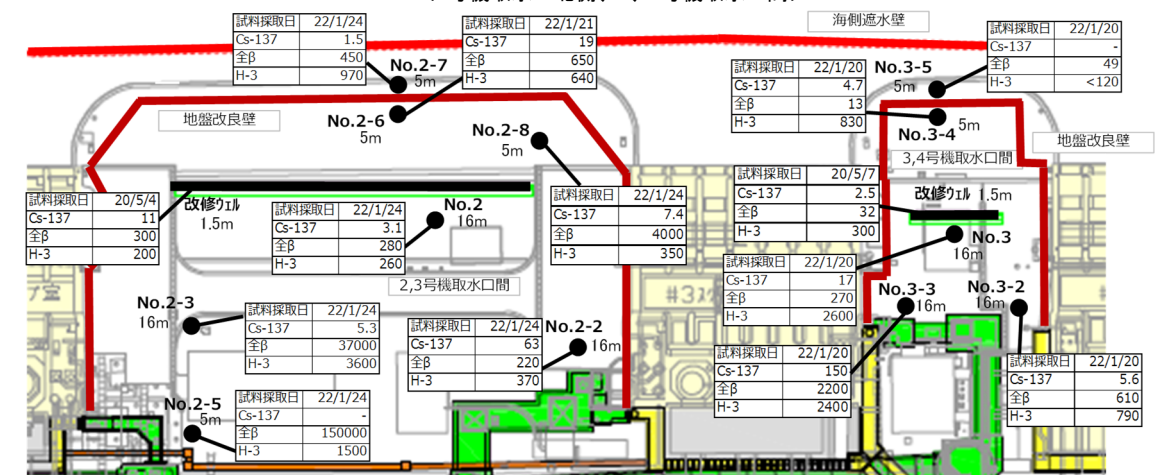 海側遮水壁
試料採取日 22/1/24
Cs-137 1.5
全β 450
H-3 970
試料採取日 22/1/21
Cs-137 19
全β 650
H-3 640
No.2-7
5m
No.2-6
5m
地盤改良壁
No.2-8
5m
試料採取日 22/1/20
Cs-137 4.7
全β 13
H-3 830
No.3-5
5m
試料採取日 22/1/20
Cs-137 -
全β 49
H-3 <120
No.3-4
5m
地盤改良壁
3,4号機取水口間
試料採取日 20/5/4
Cs-137 11
全β 300
H-3 200
改修ウェル
1.5m
試料採取日 22/1/24
Cs-137 3.1
全β 280
H-3 260
No.2
16m
試料採取日 22/1/24
Cs-137 7.4
全β 4000
H-3 350
試料採取日 20/5/7
Cs-137 2.5
全β 32
H-3 300
改修ウェル 1.5m
No.3
16m
試料採取日 22/1/20
Cs-137 17
全β 270
H-3 2600
2,3号機取水口間
No.2-3
16m
試料採取日 22/1/24
Cs-137 5.3
全β 37000
H-3 3600
試料採取日 22/1/24
Cs-137 63
全β 220
H-3 370
No.2-2
16m
No.3-3
16m
No.3-2
16m
試料採取日 22/1/20
Cs-137 150
全β 2200
H-3 2400
試料採取日 22/1/20
Cs-137 5.6
全β 610
H-3 790
No.2-5
5m
試料採取日 22/1/24
Cs-137 -
全β 150000
H-3 1500